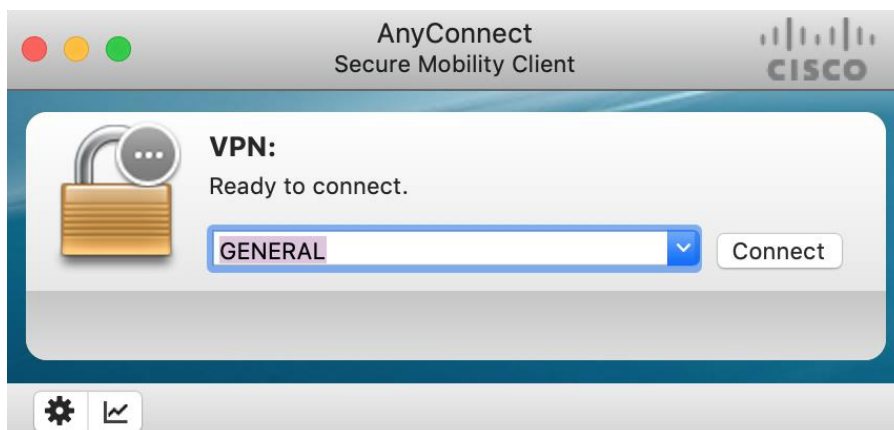 AnyConnect
Secure Mobility Client
CISCO
VPN:
Ready to connect.
GENERAL
Connect